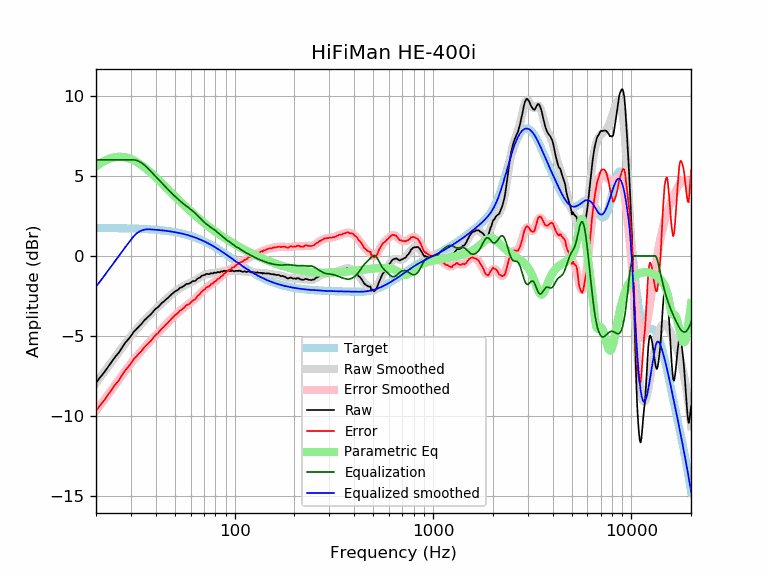 HiFiMan HE-400i
Amplitude (dBr)
10
5
0
−5
−10
−15
Target
Raw Smoothed
Error Smoothed
Raw
Error
Parametric Eq
Equalization
Equalized smoothed
100
1000
10000
Frequency (Hz)